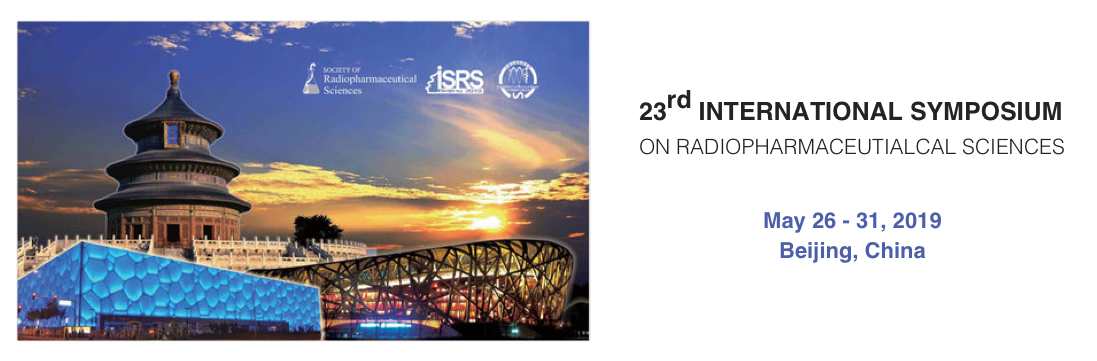 SOCIETY OF
Radiopharmaceutical
Sciences
iSRS
23rd INTERNATIONAL SYMPOSIUM
ON RADIOPHARMACEUTIALCAL SCIENCES
May 26 - 31, 2019
Beijing, China